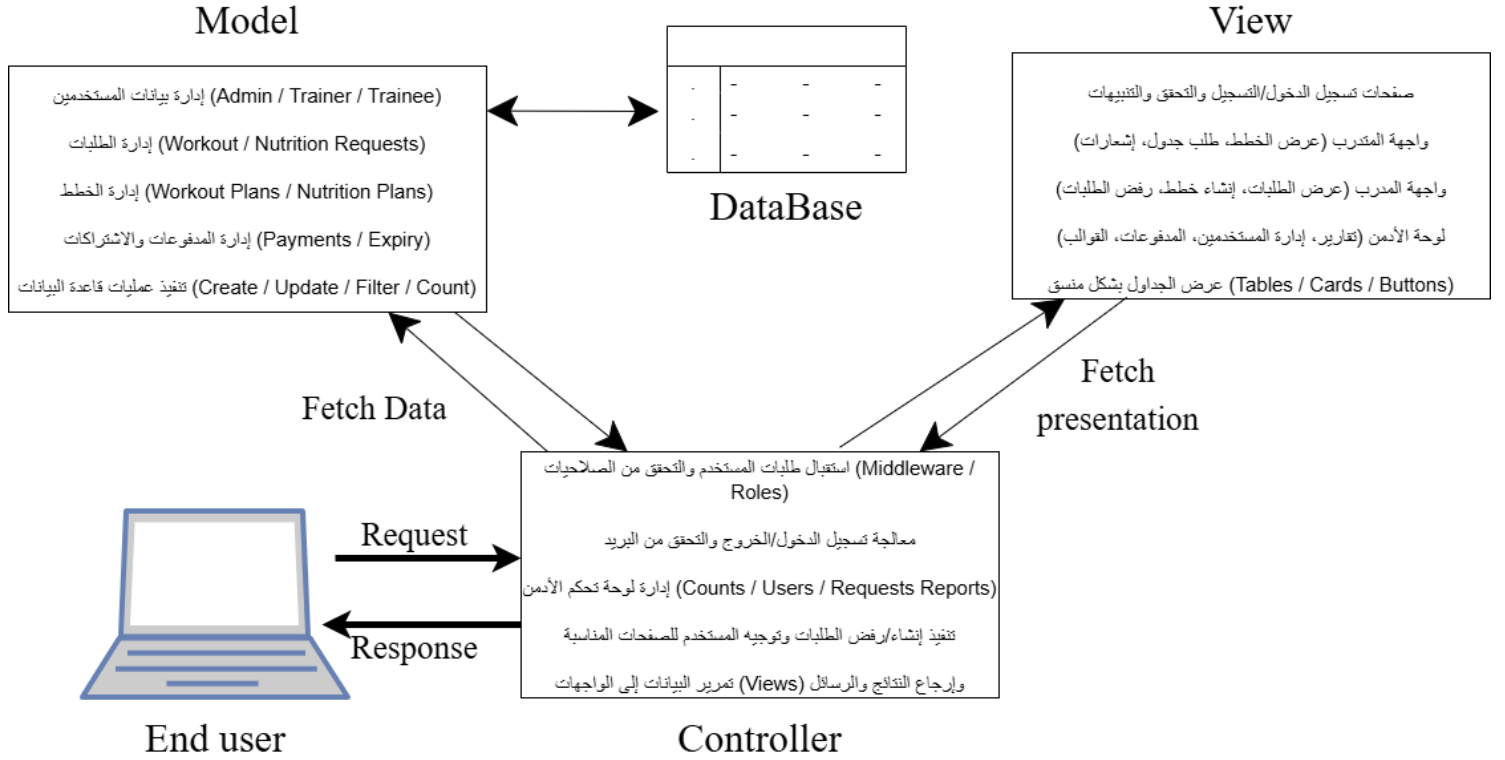 Model
إدارة بيانات المستخدمين (Admin / Trainer / Trainee)
إدارة الطلبات (Workout / Nutrition Requests)
إدارة الخطط (Workout Plans / Nutrition Plans)
إدارة المدفوعات والاشتراكات (Payments / Expiry)
تنفيذ عمليات قاعدة البيانات (Create / Update / Filter / Count)
DataBase
View
صفحات تسجيل الدخول/التسجيل والتحقق والتنبيهات
واجهة المتدرب (عرض الخطط، طلب جدول، إشعارات)
واجهة المدرب (عرض الطلبات، إنشاء خطط، رفض الطلبات)
لوحة الأدمن (تقارير، إدارة المستخدمين، المدفوعات، القوالب)
عرض الجداول بشكل منسق (Tables / Cards / Buttons)
Fetch Data
Fetch
presentation
استقبال طلبات المستخدم والتحقق من الصلاحيات (Middleware /
Roles)
معالجة تسجيل الدخول/الخروج والتحقق من البريد
إدارة لوحة تحكم الأدمن (Counts / Users / Requests Reports)
تنفيذ إنشاء/رفض الطلبات وتوجيه المستخدم للصفحات المناسبة
تمرير البيانات إلى الواجهات (Views) وإرجاع النتائج والرسائل
Controller
Request
Response
End user